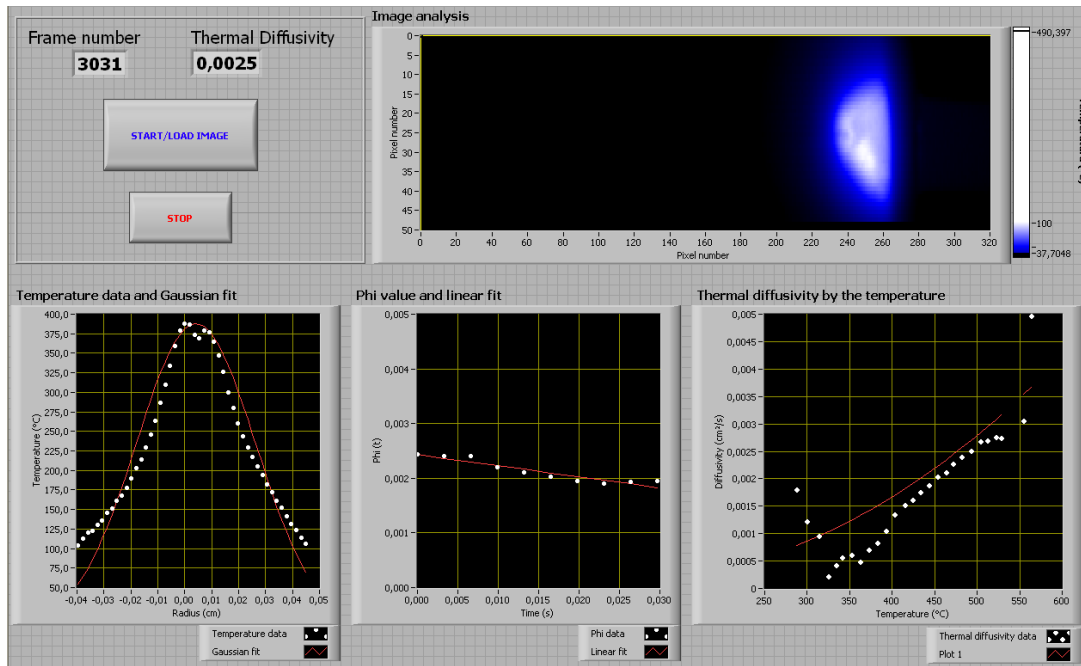 Image analysis
Frame number
Thermal Diffusivity
3031
0,0025
START/LOAD IMAGE
STOP
Pixel number
0
5
10
15
20
25
30
35
40
45
50
0 20 40 60 80 100 120 140 160 180 200 220 240 260 280 300 320
Pixel number
490,397
100
37,7048
Temperature data and Gaussian fit
Temperature (°C)
400,0
375,0
350,0
325,0
300,0
275,0
250,0
225,0
200,0
175,0
150,0
125,0
100,0
75,0
50,0
-0,04 -0,03 -0,02 -0,01 0,00 0,01 0,02 0,03 0,04 0,05
Radius (cm)
Temperature data
Gaussian fit
Phi value and linear fit
Phi (t)
0,005
0,004
0,003
0,002
0,001
0,000
0,000 0,005 0,010 0,015 0,020 0,025 0,030
Time (s)
Phi data
Linear fit
Thermal diffusivity by the temperature
Diffusivity (cm²/s)
0,005
0,0045
0,004
0,0035
0,003
0,0025
0,002
0,0015
0,001
0,0005
0
250 300 350 400 450 500 550 600
Temperature (°C)
Thermal diffusivity data
Plot 1